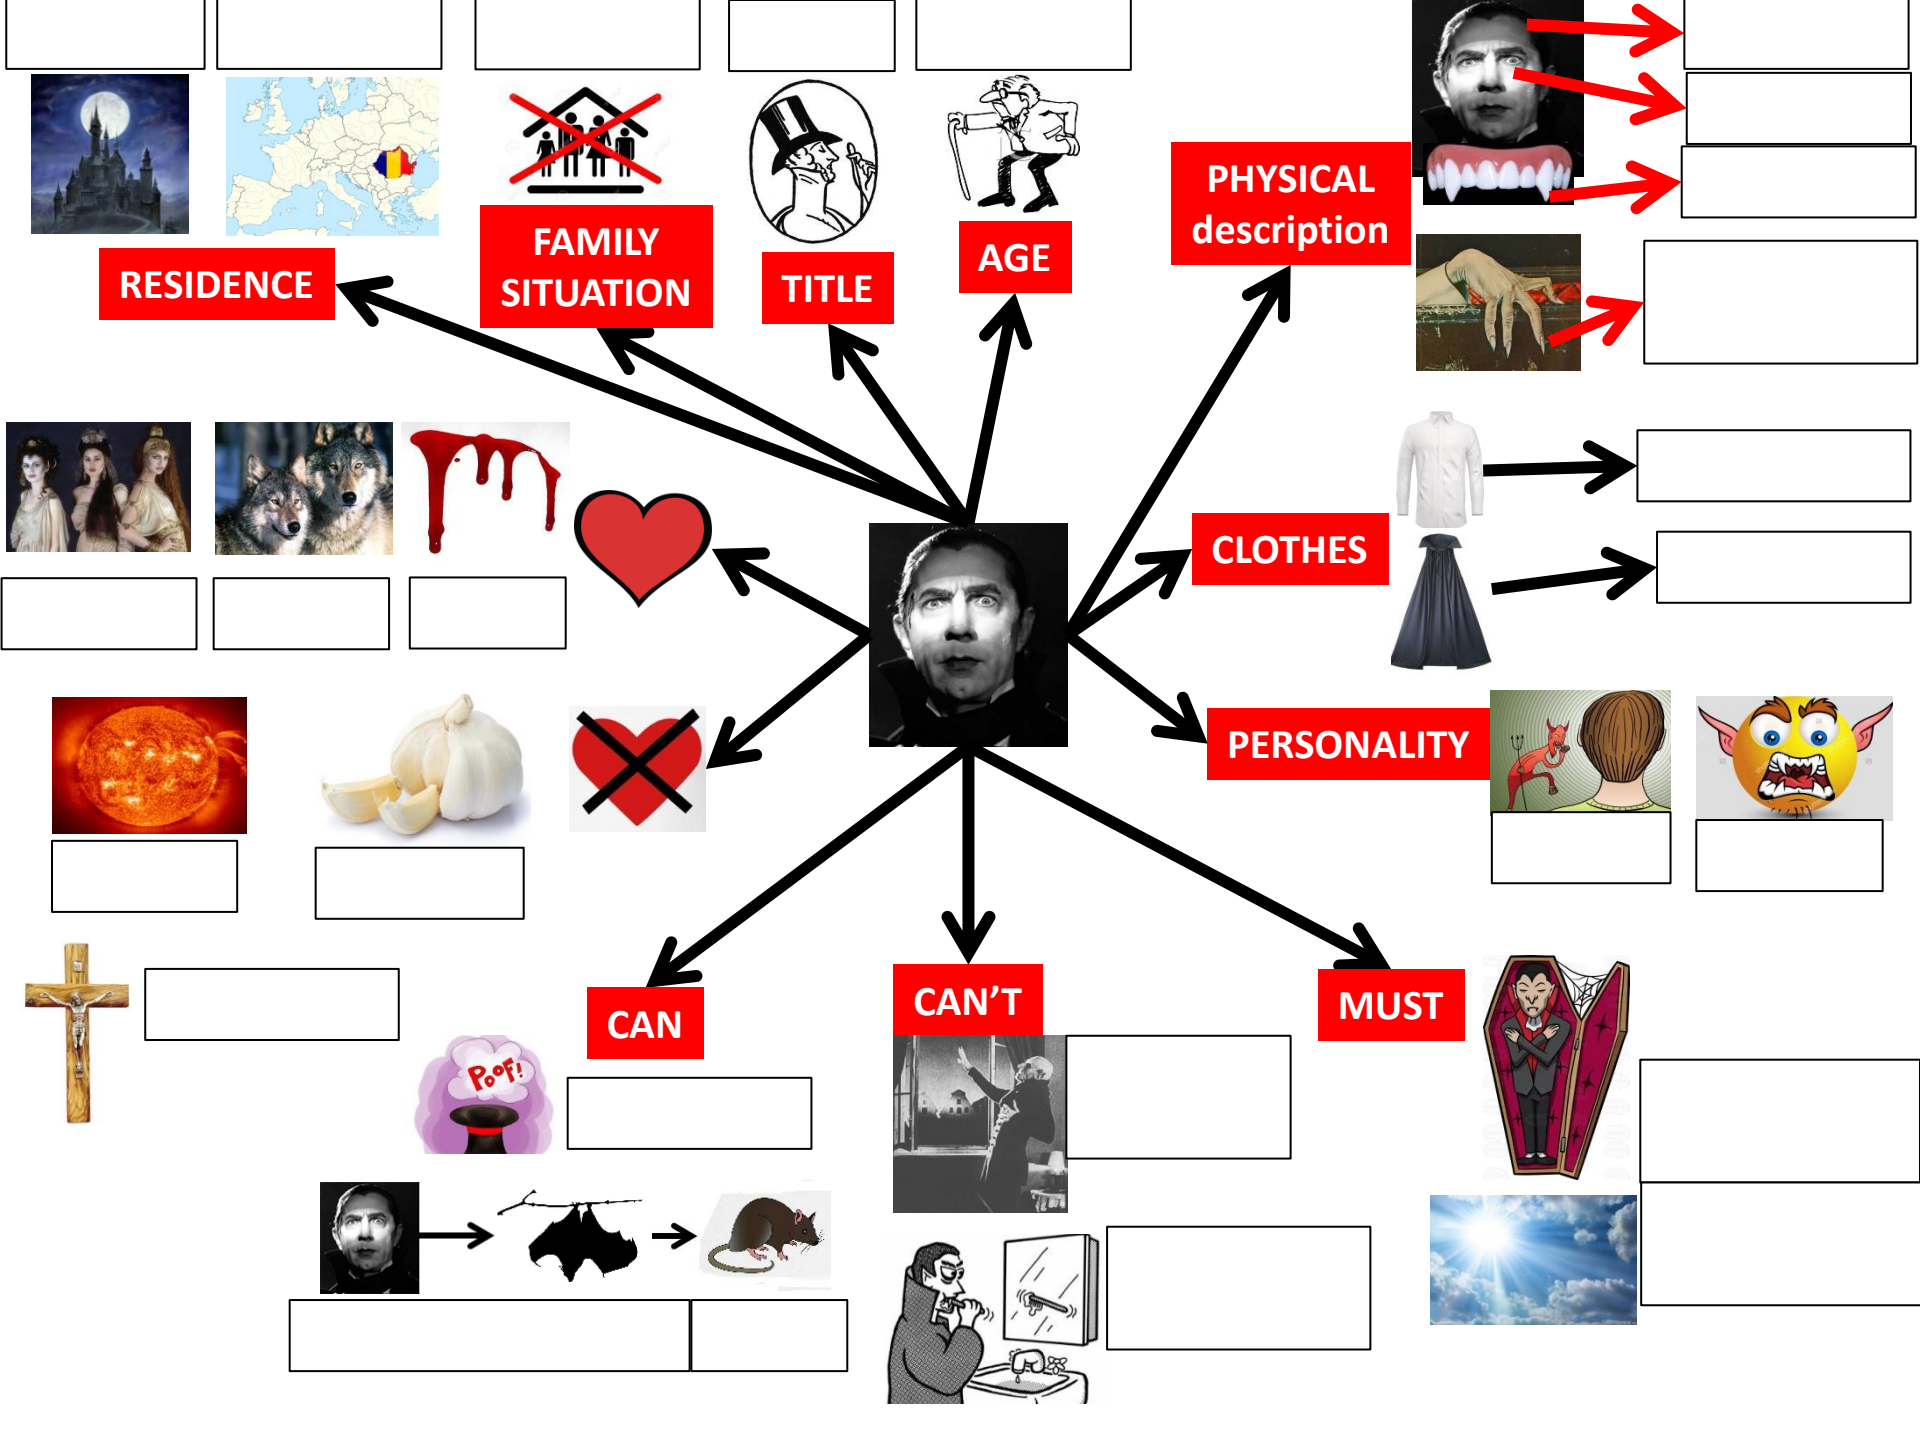 PHYSICAL
description
FAMILY
SITUATION
AGE
RESIDENCE
TITLE
CLOTHES
PERSONALITY
CAN'T
MUST
CAN
POOF!